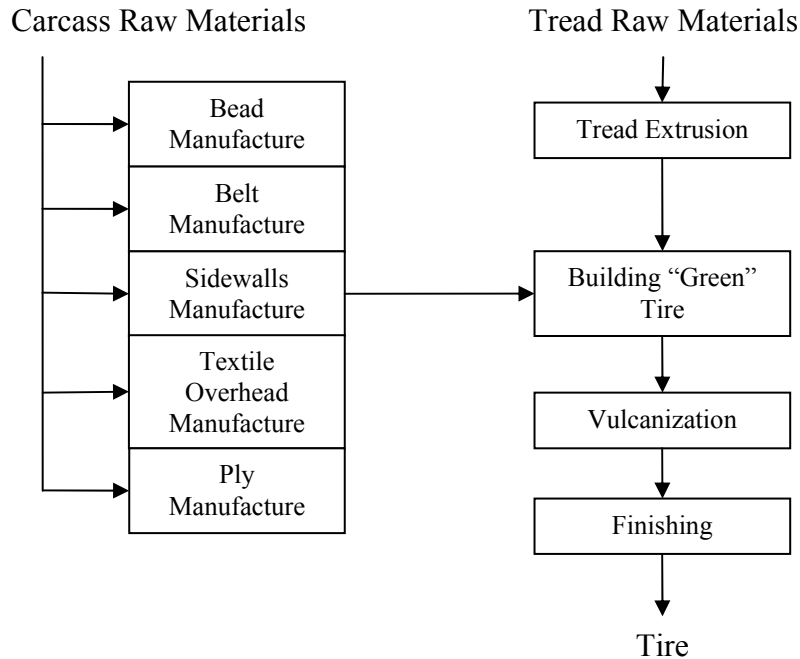 Carcass Raw Materials
Bead
Manufacture
Belt
Manufacture
Sidewalls
Manufacture
Textile
Overhead
Manufacture
Ply
Manufacture
Tread Raw Materials
Tread Extrusion
Building “Green”
Tire
Vulcanization
Finishing
Tire